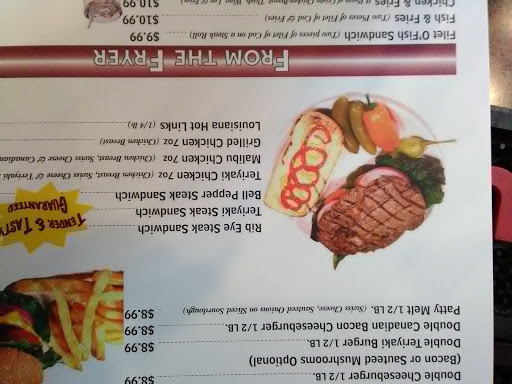 Double Cheeseburger 1/2 LB. $8.99
(Bacon or Sauteed Mushrooms Optional)
Double Teriyaki Burger 1/2 LB. $8.99
Double Canadian Bacon Cheeseburger 1/2 LB. $8.99
Patty Melt 1/2 LB. (Swiss Cheese, Sauteed Onions on Sliced Sourdough) $8.99
Rib Eye Steak Sandwich
Teriyaki Steak Sandwich
Bell Pepper Steak Sandwich
Teriyaki Chicken 7oz (Chicken Breast, Swiss Cheese & Teriyaki
Malibu Chicken 7oz (Chicken Breast, Swiss Cheese & Canadian
Grilled Chicken 7oz (Chicken Breast)
Louisiana Hot Links (1/4 lb)
TENDER & TASTY
GUARANTEED
FROM THE FRYER
Filet O'Fish Sandwich (Two pieces of Filet of Cod on a Steak Roll) $9.99
Fish & Fries (Two Pieces of Filet of Cod & Fries) $10.99
Chicken & Fries $10.99